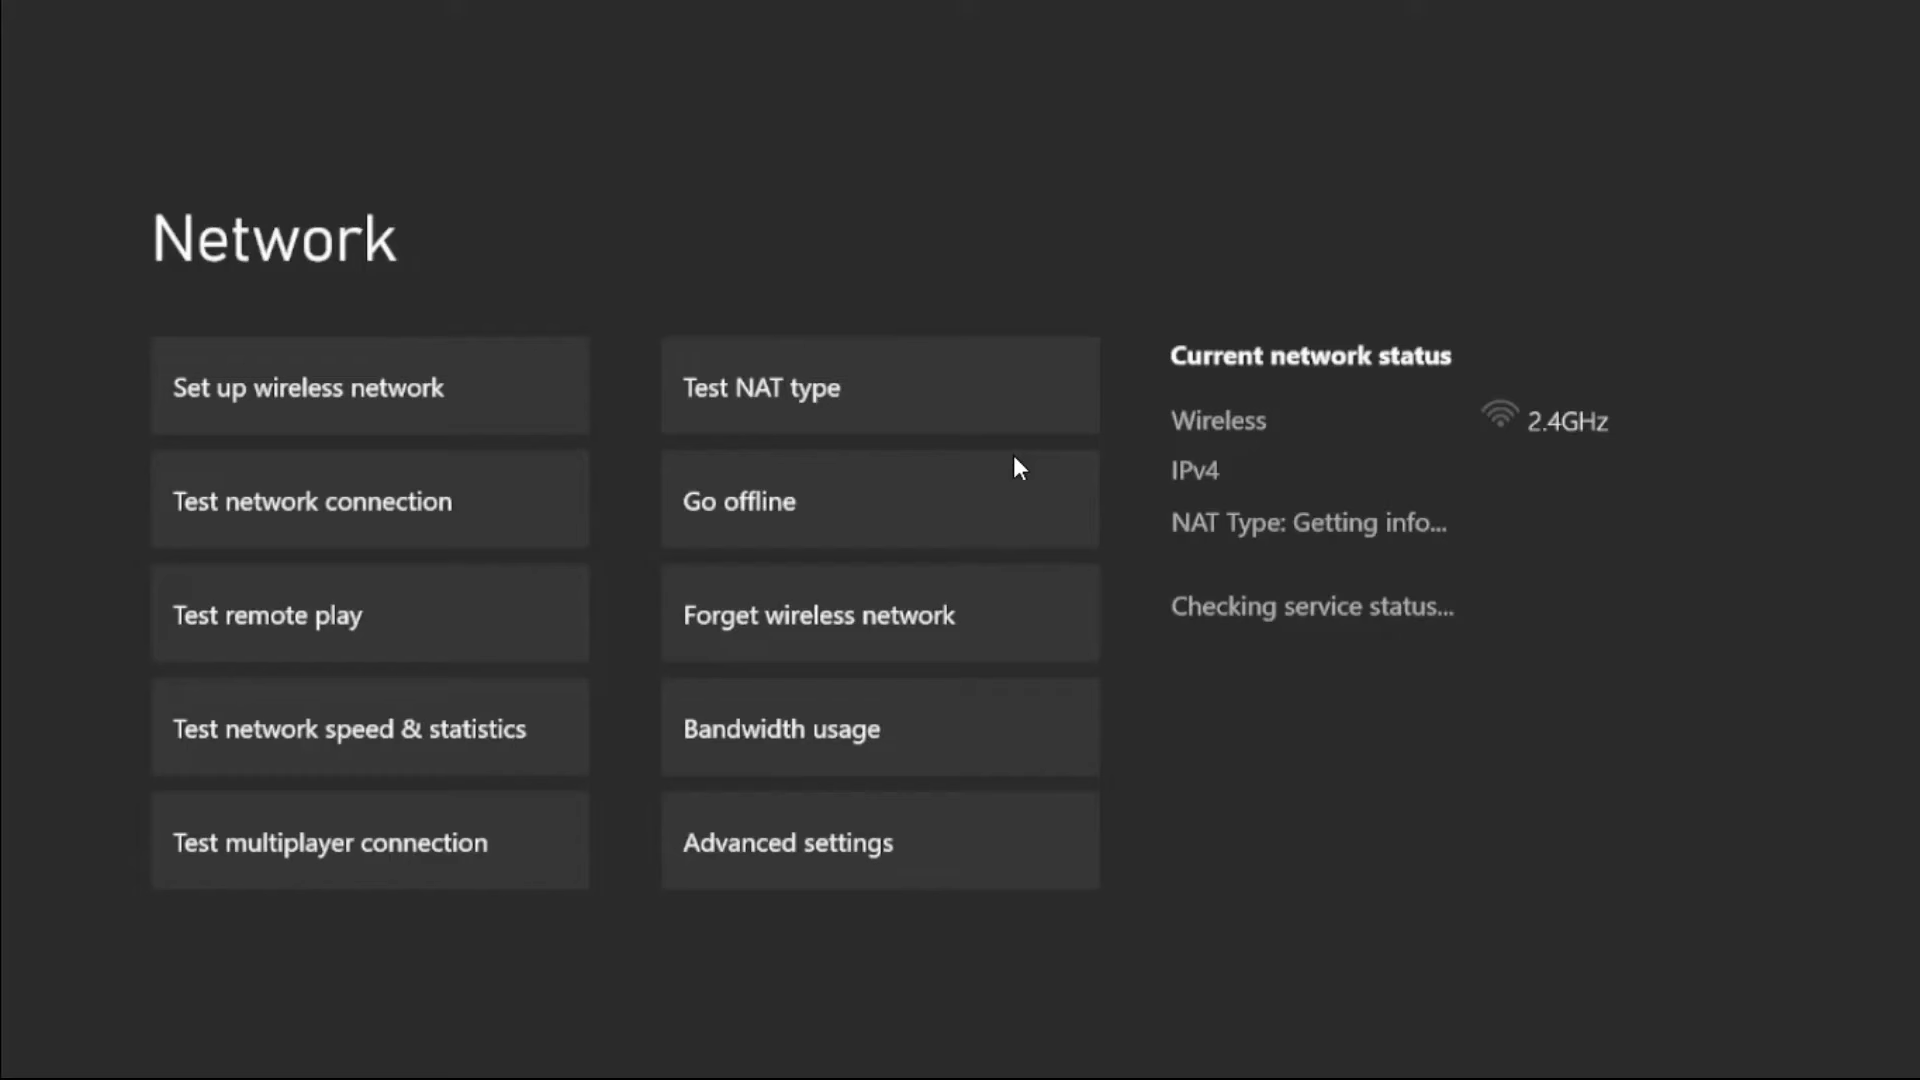 Network
Set up wireless network
Test network connection
Test remote play
Test network speed & statistics
Test multiplayer connection
Test NAT type
Go offline
Forget wireless network
Bandwidth usage
Advanced settings
Current network status
Wireless 2.4GHz
IPv4
NAT Type: Getting info...
Checking service status...